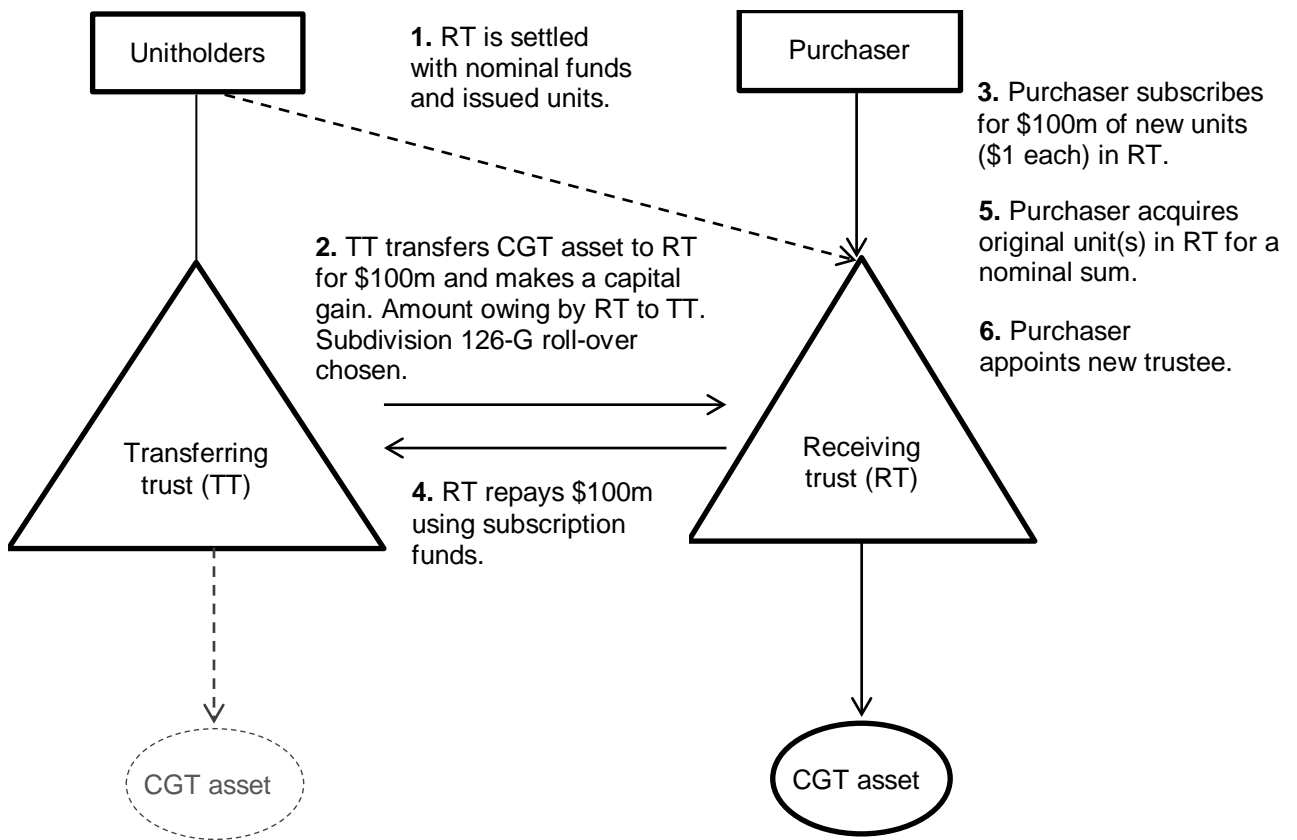 Unitholders
1. RT is settled
with nominal funds
and issued units.
Purchaser
3. Purchaser subscribes
for $100m of new units
($1 each) in RT.
5. Purchaser acquires
original unit(s) in RT for a
nominal sum.
6. Purchaser
appoints new trustee.
2. TT transfers CGT asset to RT
for $100m and makes a capital
gain. Amount owing by RT to TT.
Subdivision 126-G roll-over
chosen.
Transferring
trust (TT)
4. RT repays $100m
using subscription
funds.
Receiving
trust (RT)
CGT asset
CGT asset